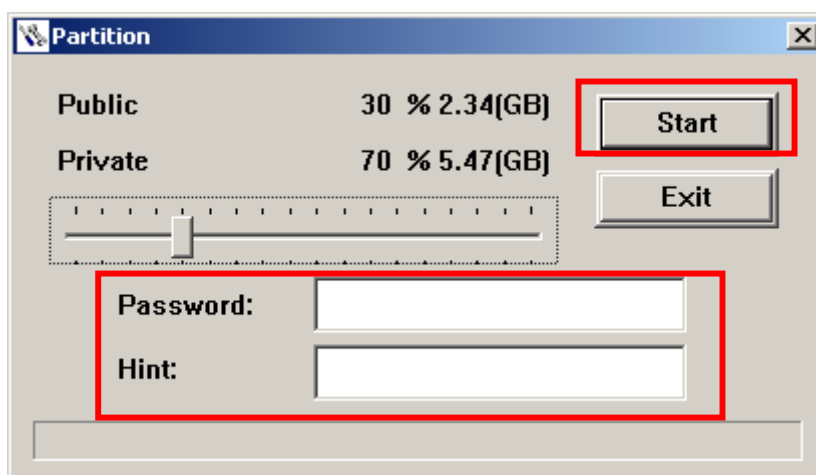 Partition
Public 30 % 2.34(GB)
Start
Private 70 % 5.47(GB)
Exit
Password:
Hint: